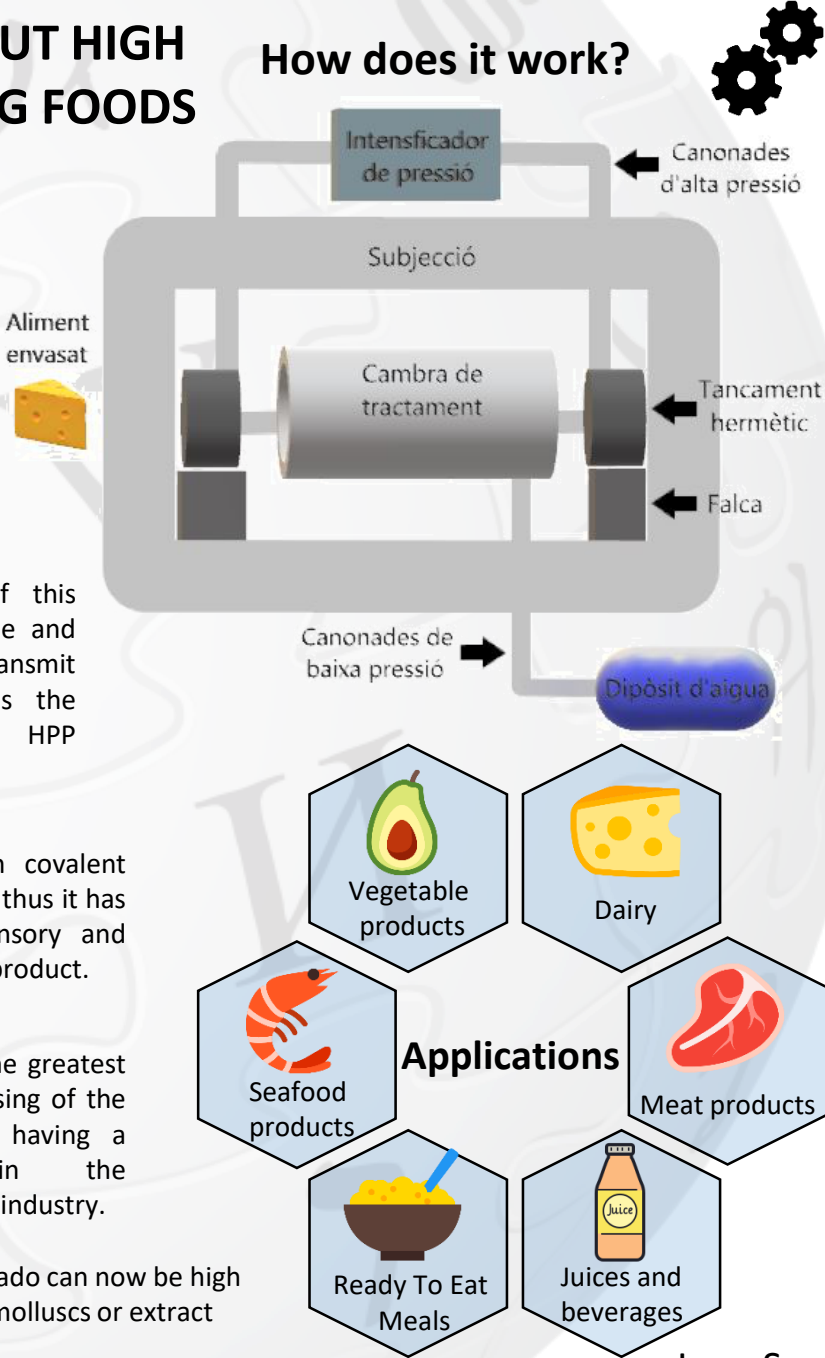 UT HIGH
G FOODS
How does it work?
Intensficador
de pressió
Canonades
d'alta pressió
Subjecció
Aliment
envasat
Cambra de
tractament
Tancament
hermètic
Falca
Canonades de
baixa pressió
Dipòsit d'aigua
f this
e and
ansmit
s the
HPP
covalent
thus it has
nsory and
product.
ne greatest
sing of the
having a
in the
industry.
ado can now be high
molluscs or extract
Vegetable
products
Dairy
Seafood
products
Applications
Meat products
Juice
Ready To Eat
Meals
Juices and
beverages